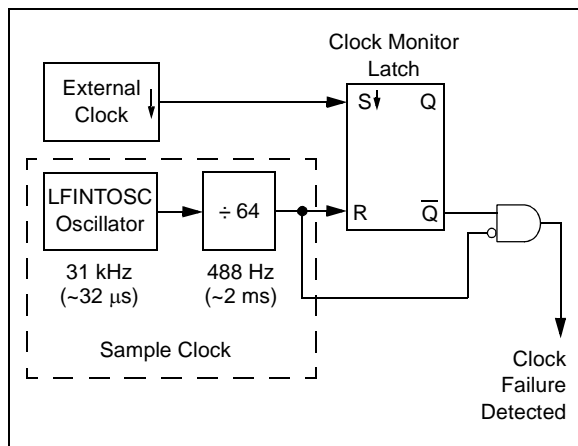 Clock Monitor
Latch
External
Clock
S
Q
LFINTOSC
Oscillator
÷ 64
R
Q̅
31 kHz
(~32 μs)
488 Hz
(~2 ms)
Sample Clock
Clock
Failure
Detected